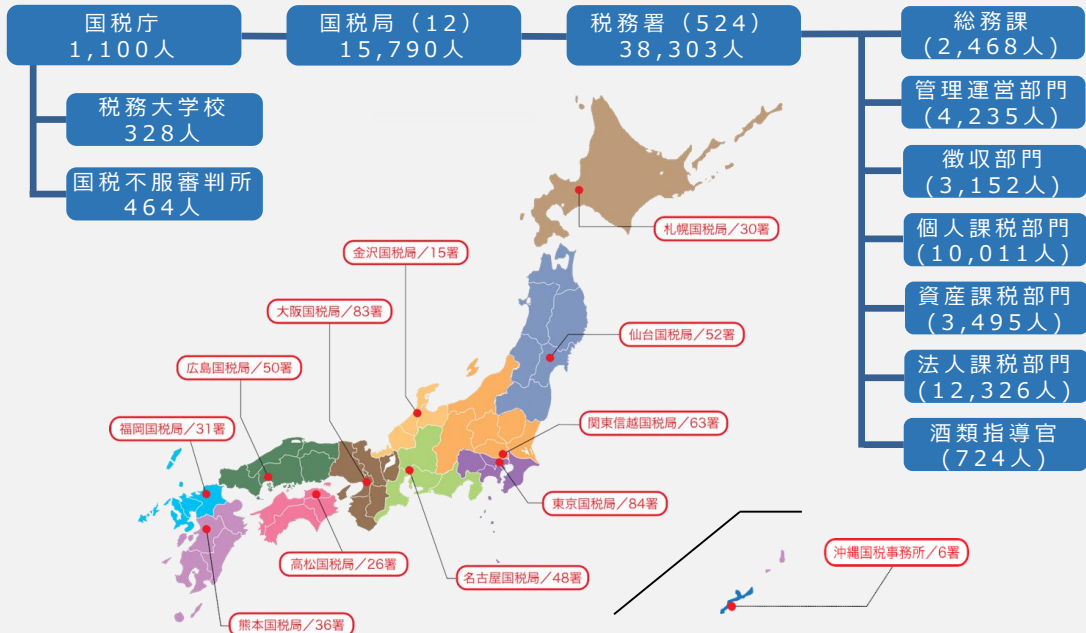 国税庁
1,100人
国税局（12）
15,790人
税務署（524）
38,303人
税務大学校
328人
国税不服審判所
464人
総務課
(2,468人)
管理運営部門
(4,235人)
徴収部門
(3,152人)
個人課税部門
(10,011人)
資産課税部門
(3,495人)
法人課税部門
(12,326人)
酒類指導官
(724人)
札幌国税局／30署
金沢国税局／15署
大阪国税局／83署
仙台国税局／52署
広島国税局／50署
福岡国税局／31署
関東信越国税局／63署
東京国税局／84署
高松国税局／26署
名古屋国税局／48署
沖縄国税事務所／6署
熊本国税局／36署